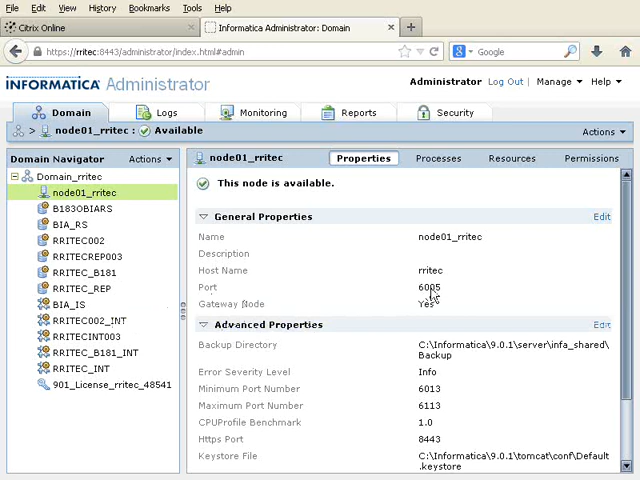 File Edit View History Bookmarks Tools Help
Citrix Online
Informatica Administrator: Domain
https://rritec:8443/administrator/index.html#admin
Google
INFORMATICA Administrator
Administrator Log Out Manage Help
Domain Logs Monitoring Reports Security
> node01_rritec : Available
Actions
Domain Navigator Actions
Domain_rritec
node01_rritec
B183OBIARS
BIA_RS
RRITEC002
RRITECREP003
RRITEC_B181
RRITEC_REP
BIA_IS
RRITEC002_INT
RRITECINT003
RRITEC_B181_INT
RRITEC_INT
901_License_rritec_48541
node01_rritec Properties Processes Resources Permissions
This node is available.
General Properties Edit
Name node01_rritec
Description
Host Name rritec
Port 6005
Gateway Node Yes
Advanced Properties Edit
Backup Directory C:\Informatica\9.0.1\server\infa_shared\
Backup
Error Severity Level Info
Minimum Port Number 6013
Maximum Port Number 6113
CPUProfile Benchmark 1.0
Https Port 8443
Keystore File C:\Informatica\9.0.1\tomcat\conf\Default
.keystore